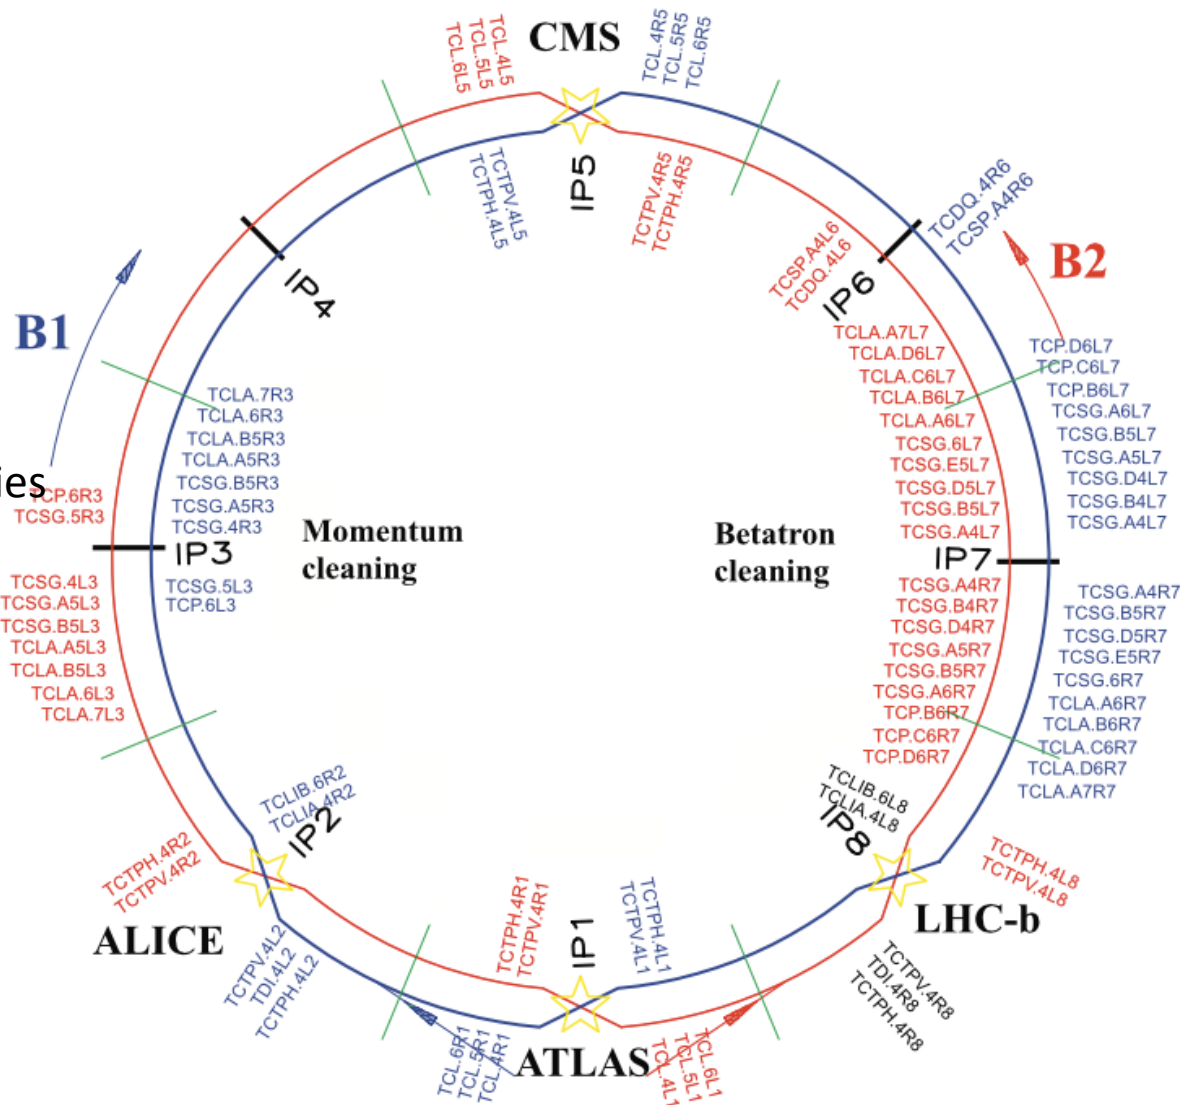 CMS
TCL.4L5
TCL.5L5
TCL.6L5
TCL.4R5
TCL.5R5
TCL.6R5
IP5
TCTPV.4L5
TCTPH.4L5
TCTPV.4R5
TCTPH.4R5
TCDQ.4R6
TCSP.A4R6
TCSP.A4L6
TCDQ.4L6
IP6
IP4
B1
B2
TCLA.A7L7
TCLA.D6L7
TCLA.C6L7
TCLA.B6L7
TCLA.A6L7
TCSG.6L7
TCSG.E5L7
TCSG.D5L7
TCSG.B5L7
TCSG.A4L7
TCP.D6L7
TCP.C6L7
TCP.B6L7
TCSG.A6L7
TCSG.B5L7
TCSG.A5L7
TCSG.D4L7
TCSG.B4L7
TCSG.A4L7
TCLA.7R3
TCLA.6R3
TCLA.B5R3
TCLA.A5R3
TCSG.B5R3
TCSG.A5R3
TCSG.4R3
ies
TCP.6R3
TCSG.5R3
IP3
Momentum
cleaning
Betatron
cleaning
IP7
TCSG.4L3
TCSG.A5L3
TCSG.B5L3
TCLA.A5L3
TCLA.B5L3
TCLA.6L3
TCLA.7L3
TCSG.5L3
TCP.6L3
TCSG.A4R7
TCSG.B4R7
TCSG.D4R7
TCSG.A5R7
TCSG.B5R7
TCSG.A6R7
TCP.B6R7
TCP.C6R7
TCP.D6R7
TCSG.A4R7
TCSG.B5R7
TCSG.D5R7
TCSG.E5R7
TCSG.6R7
TCLA.A6R7
TCLA.B6R7
TCLA.C6R7
TCLA.D6R7
TCLA.A7R7
TCLIB.6R2
TCLIA.4R2
IP2
TCLIB.6L8
TCLIA.4L8
IP8
TCTPH.4R2
TCTPV.4R2
TCTPH.4L8
TCTPV.4L8
ALICE
LHC-b
TCTPV.4L2
TDI.4L2
TCTPH.4L2
TCTPH.4R1
TCTPV.4R1
IP1
TCTPH.4L1
TCTPV.4L1
TCTPV.4R8
TDI.4R8
TCTPH.4R8
TCL.6R1
TCL.5R1
TCL.4R1
ATLAS
TCL.6L1
TCL.5L1
TCL.4L1